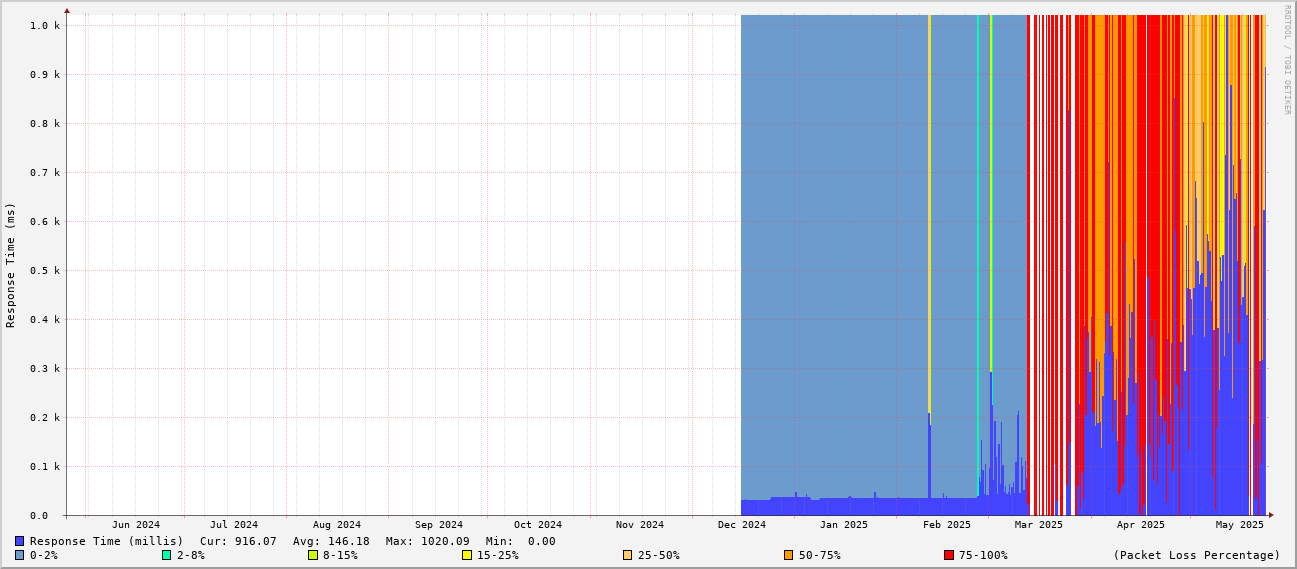 RRDTOOL / TOBI OETIKER
Response Time (ms)
1.0 k
0.9 k
0.8 k
0.7 k
0.6 k
0.5 k
0.4 k
0.3 k
0.2 k
0.1 k
0.0
Jun 2024 Jul 2024 Aug 2024 Sep 2024 Oct 2024 Nov 2024 Dec 2024 Jan 2025 Feb 2025 Mar 2025 Apr 2025 May 2025
Response Time (millis) Cur: 916.07 Avg: 146.18 Max: 1020.09 Min: 0.00
0-2% 2-8% 8-15% 15-25% 25-50% 50-75% 75-100% (Packet Loss Percentage)